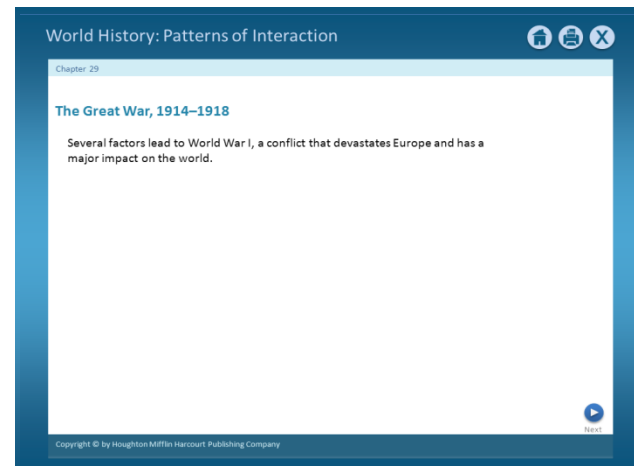 World History: Patterns of Interaction
Chapter 29
The Great War, 1914–1918
Several factors lead to World War I, a conflict that devastates Europe and has a
major impact on the world.
Next
Copyright © by Houghton Mifflin Harcourt Publishing Company